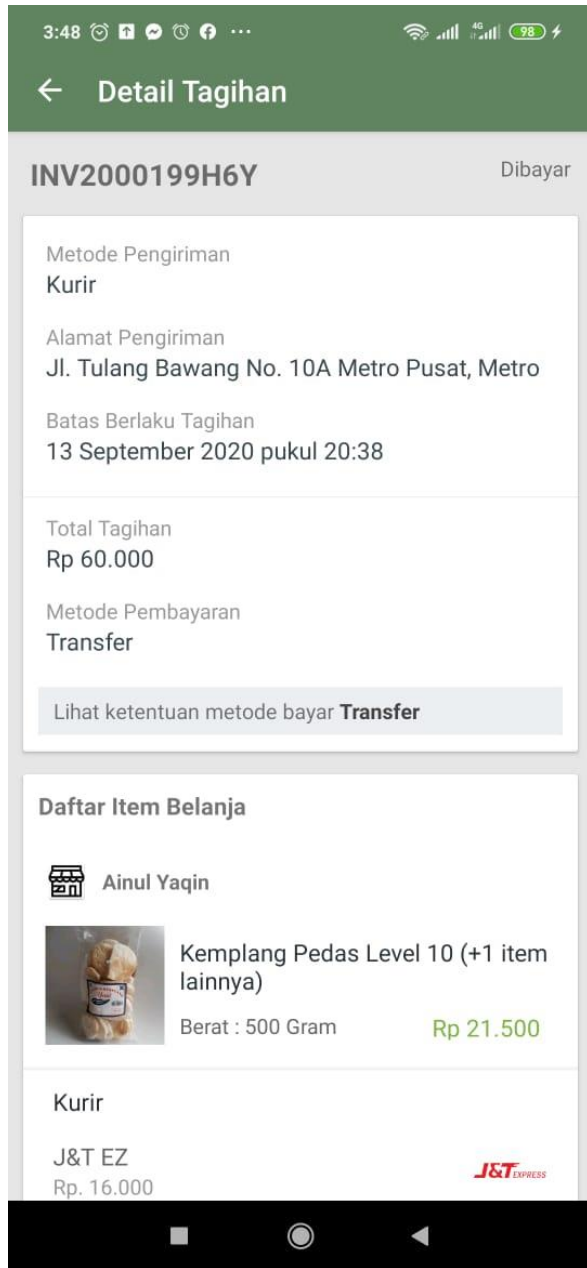 3:48
4G
98
Detail Tagihan
INV2000199H6Y
Dibayar
Metode Pengiriman
Kurir
Alamat Pengiriman
Jl. Tulang Bawang No. 10A Metro Pusat, Metro
Batas Berlaku Tagihan
13 September 2020 pukul 20:38
Total Tagihan
Rp 60.000
Metode Pembayaran
Transfer
Lihat ketentuan metode bayar Transfer
Daftar Item Belanja
Ainul Yaqin
Kemplang Pedas Level 10 (+1 item
lainnya)
Berat : 500 Gram
Rp 21.500
Kurir
J&T EZ
J&T EXPRESS
Rp. 16.000